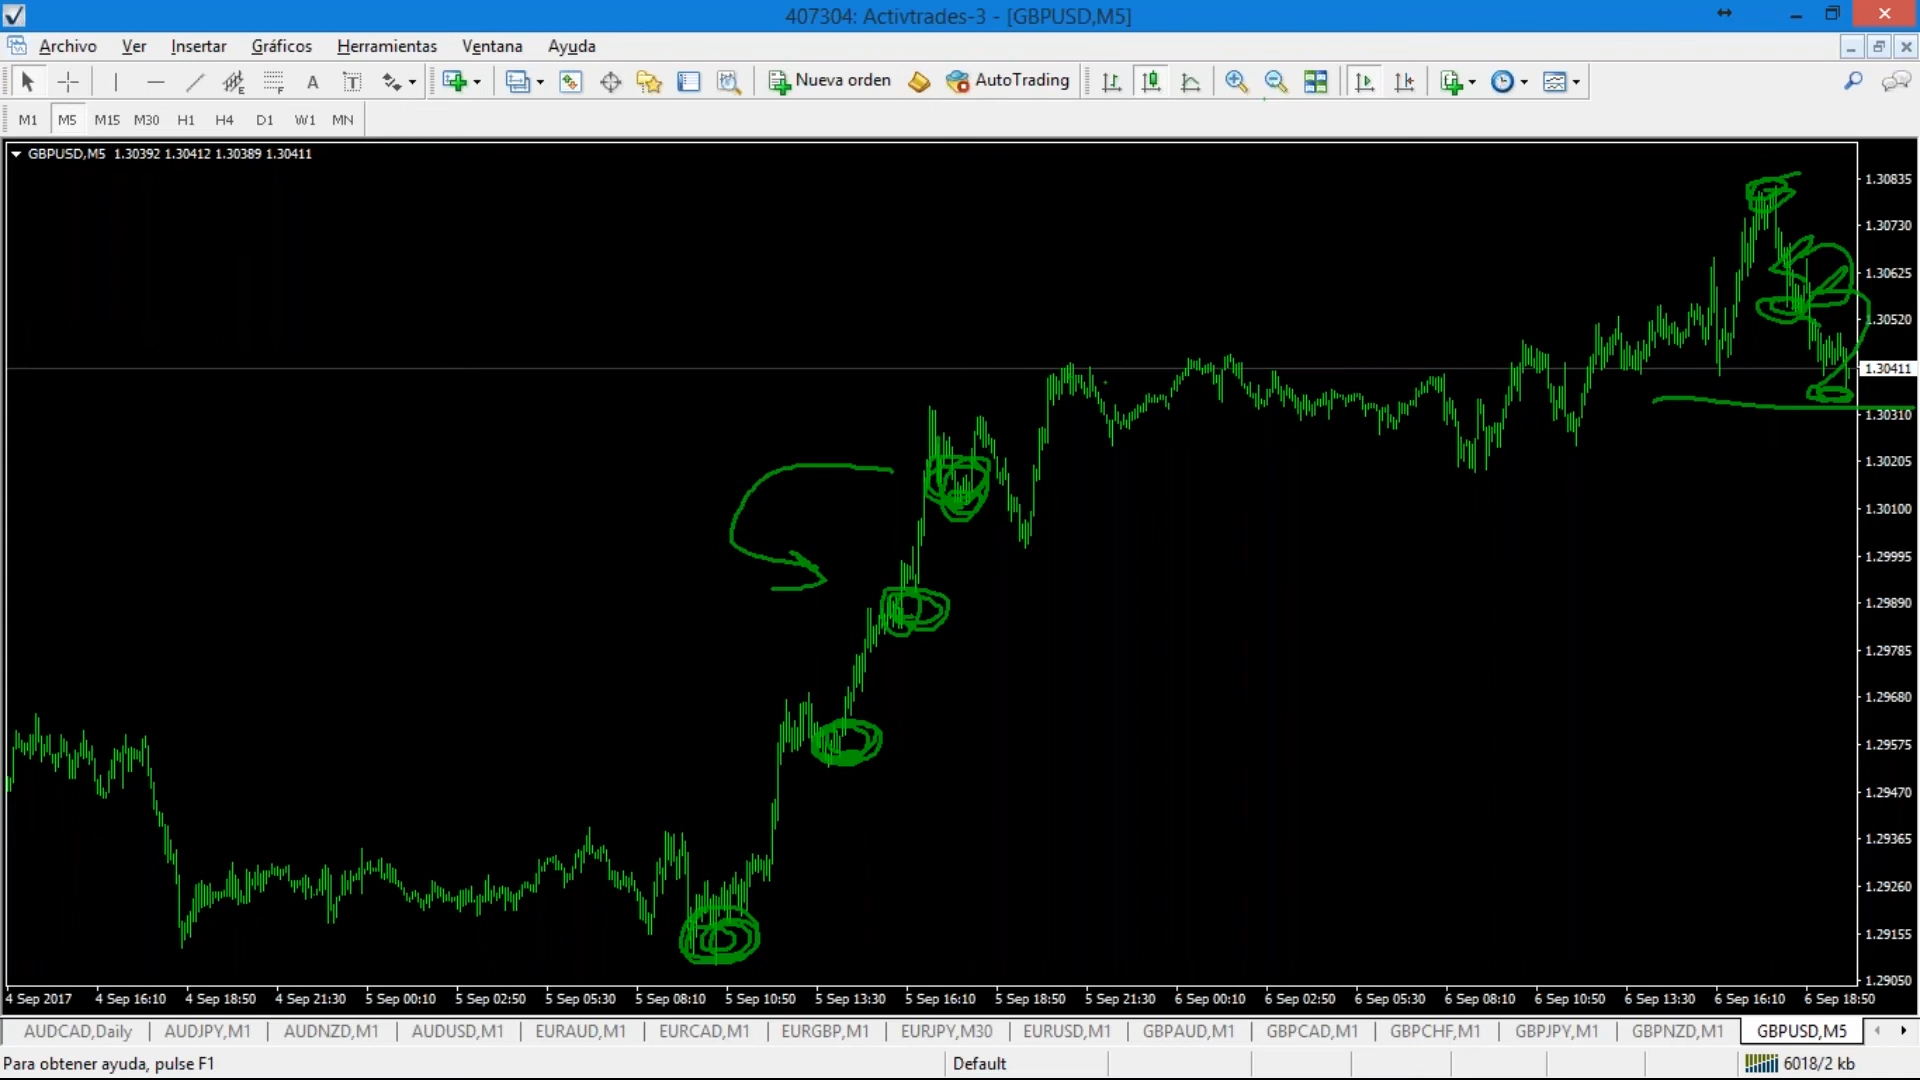 407304: Activtrades-3 - [GBPUSD,M5]
Archivo Ver Insertar Gráficos Herramientas Ventana Ayuda
A T Nueva orden AutoTrading
M1 M5 M15 M30 H1 H4 D1 W1 MN
GBPUSD,M5 1.30392 1.30412 1.30389 1.30411
1.30835
1.30730
1.30625
1.30520
1.30411
1.30310
1.30205
1.30100
1.29995
1.29890
1.29785
1.29680
1.29575
1.29470
1.29365
1.29260
1.29155
1.29050
4 Sep 2017 4 Sep 16:10 4 Sep 18:50 4 Sep 21:30 5 Sep 00:10 5 Sep 02:50 5 Sep 05:30 5 Sep 08:10 5 Sep 10:50 5 Sep 13:30 5 Sep 16:10 5 Sep 18:50 5 Sep 21:30 6 Sep 00:10 6 Sep 02:50 6 Sep 05:30 6 Sep 08:10 6 Sep 10:50 6 Sep 13:30 6 Sep 16:10 6 Sep 18:50
AUDCAD,Daily AUDJPY,M1 AUDNZD,M1 AUDUSD,M1 EURAUD,M1 EURCAD,M1 EURGBP,M1 EURJPY,M30 EURUSD,M1 GBPAUD,M1 GBPCAD,M1 GBPCHF,M1 GBPJPY,M1 GBPNZD,M1 GBPUSD,M5
Para obtener ayuda, pulse F1 Default 6018/2 kb